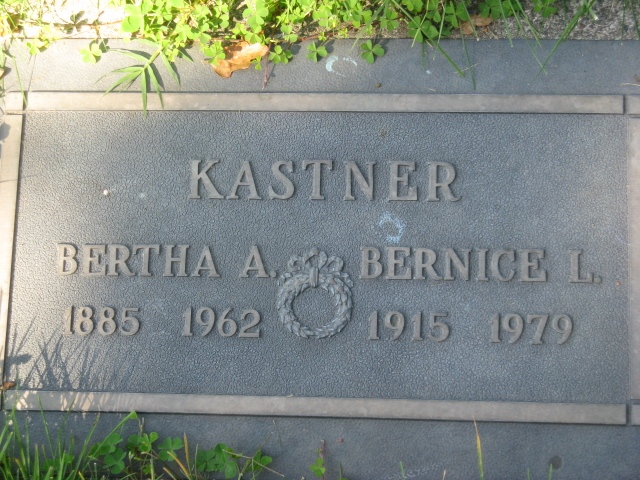 KASTNER
BERTHA A. BERNICE L.
1885 1962 1915 1979